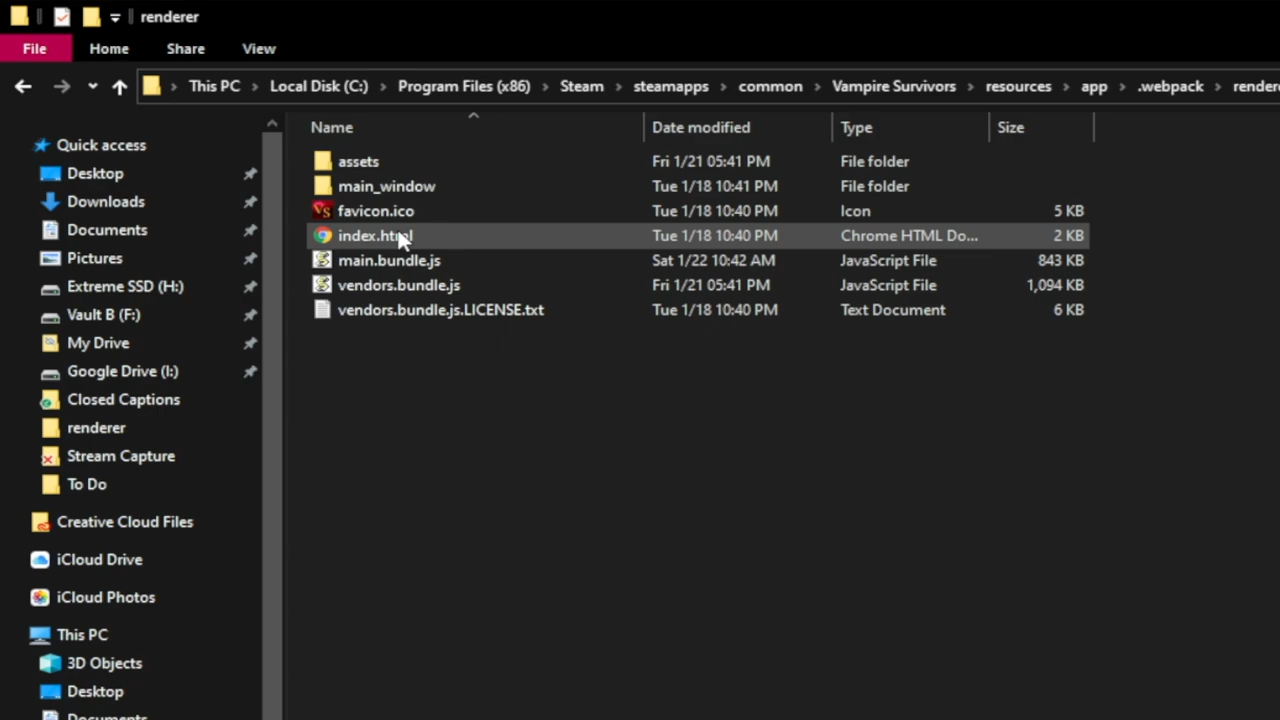 renderer
File Home Share View
This PC Local Disk (C:) Program Files (x86) Steam steamapps common Vampire Survivors resources app .webpack
Name Date modified Type Size
Quick access
Desktop
Downloads
Documents
Pictures
Extreme SSD (H:)
Vault B (F:)
My Drive
Google Drive (I:)
Closed Captions
renderer
Stream Capture
To Do
Creative Cloud Files
iCloud Drive
iCloud Photos
This PC
3D Objects
Desktop
Documents
assets Fri 1/21 05:41 PM File folder
main_window Tue 1/18 10:41 PM File folder
favicon.ico Tue 1/18 10:40 PM Icon 5 KB
index.html Tue 1/18 10:40 PM Chrome HTML Do... 2 KB
main.bundle.js Sat 1/22 10:42 AM JavaScript File 843 KB
vendors.bundle.js Fri 1/21 05:41 PM JavaScript File 1,094 KB
vendors.bundle.js.LICENSE.txt Tue 1/18 10:40 PM Text Document 6 KB